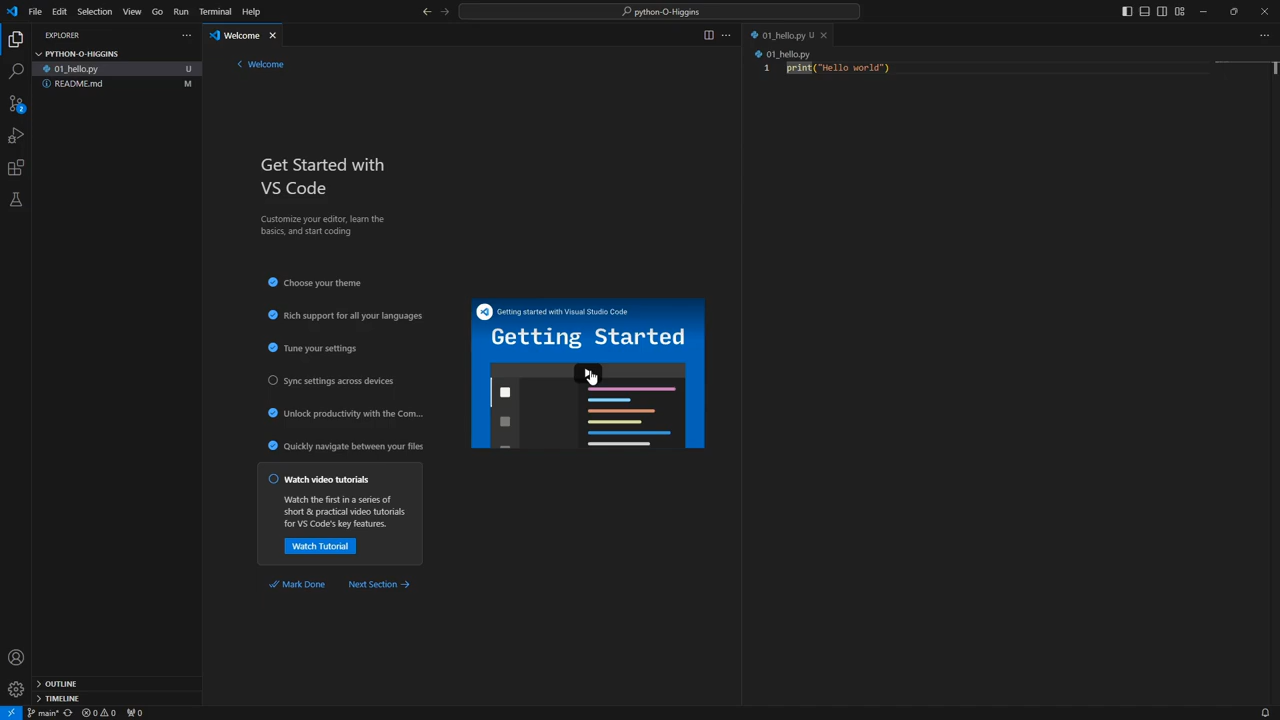 File Edit Selection View Go Run Terminal Help
python-O-Higgins
EXPLORER
PYTHON-O-HIGGINS
01_hello.py U
README.md M
2
OUTLINE
TIMELINE
Welcome
Welcome
Get Started with
VS Code
Customize your editor, learn the
basics, and start coding
Choose your theme
Rich support for all your languages
Tune your settings
Sync settings across devices
Unlock productivity with the Com...
Quickly navigate between your files
Watch video tutorials
Watch the first in a series of
short & practical video tutorials
for VS Code's key features.
Watch Tutorial
Mark Done Next Section
Getting started with Visual Studio Code
Getting Started
01_hello.py U
01_hello.py
1 print("Hello world")
main* 0 0 0